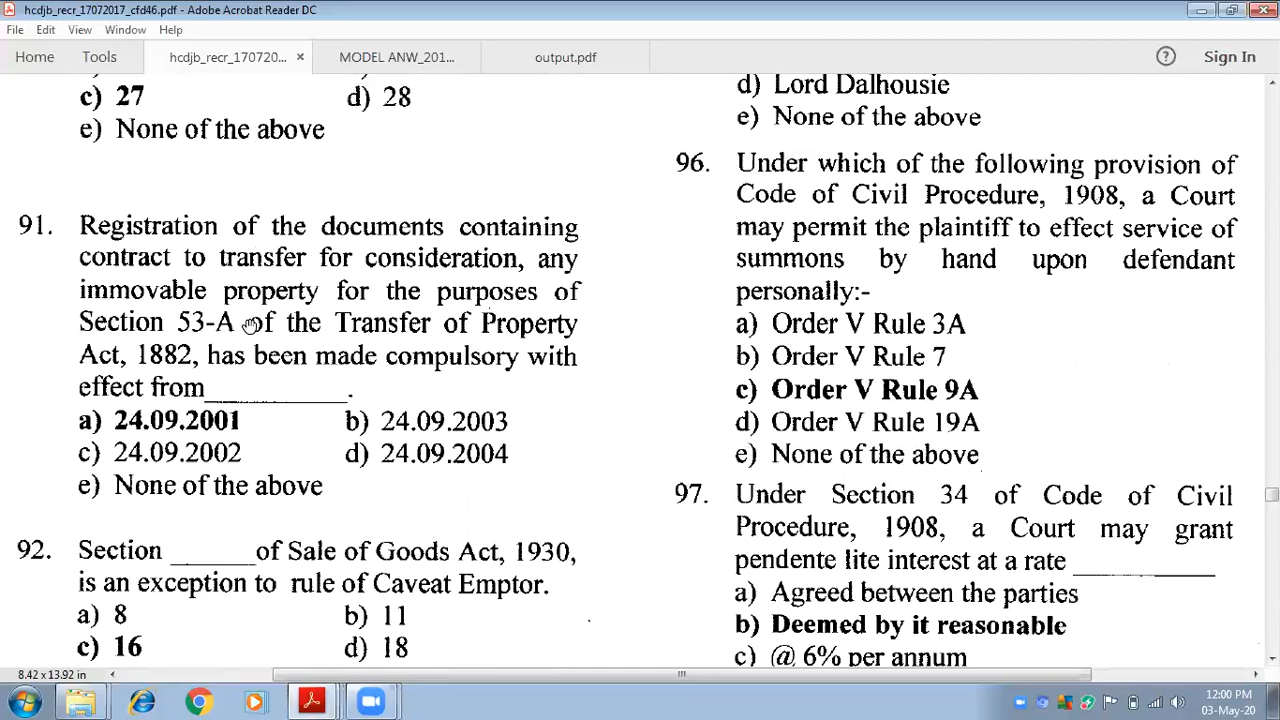 hcdjb_recr_17072017_cfd46.pdf - Adobe Acrobat Reader DC
File Edit View Window Help
Home Tools hcdjb_recr_170720... × MODEL ANW_201... output.pdf ? Sign In
c) 27 d) 28
e) None of the above
91. Registration of the documents containing
contract to transfer for consideration, any
immovable property for the purposes of
Section 53-A of the Transfer of Property
Act, 1882, has been made compulsory with
effect from____________.
a) 24.09.2001 b) 24.09.2003
c) 24.09.2002 d) 24.09.2004
e) None of the above
92. Section _______ of Sale of Goods Act, 1930,
is an exception to rule of Caveat Emptor.
a) 8 b) 11
c) 16 d) 18
d) Lord Dalhousie
e) None of the above
96. Under which of the following provision of
Code of Civil Procedure, 1908, a Court
may permit the plaintiff to effect service of
summons by hand upon defendant
personally:-
a) Order V Rule 3A
b) Order V Rule 7
c) Order V Rule 9A
d) Order V Rule 19A
e) None of the above
97. Under Section 34 of Code of Civil
Procedure, 1908, a Court may grant
pendente lite interest at a rate ____________
a) Agreed between the parties
b) Deemed by it reasonable
c) @ 6% per annum
8.42 x 13.92 in
12:00 PM
03-May-20